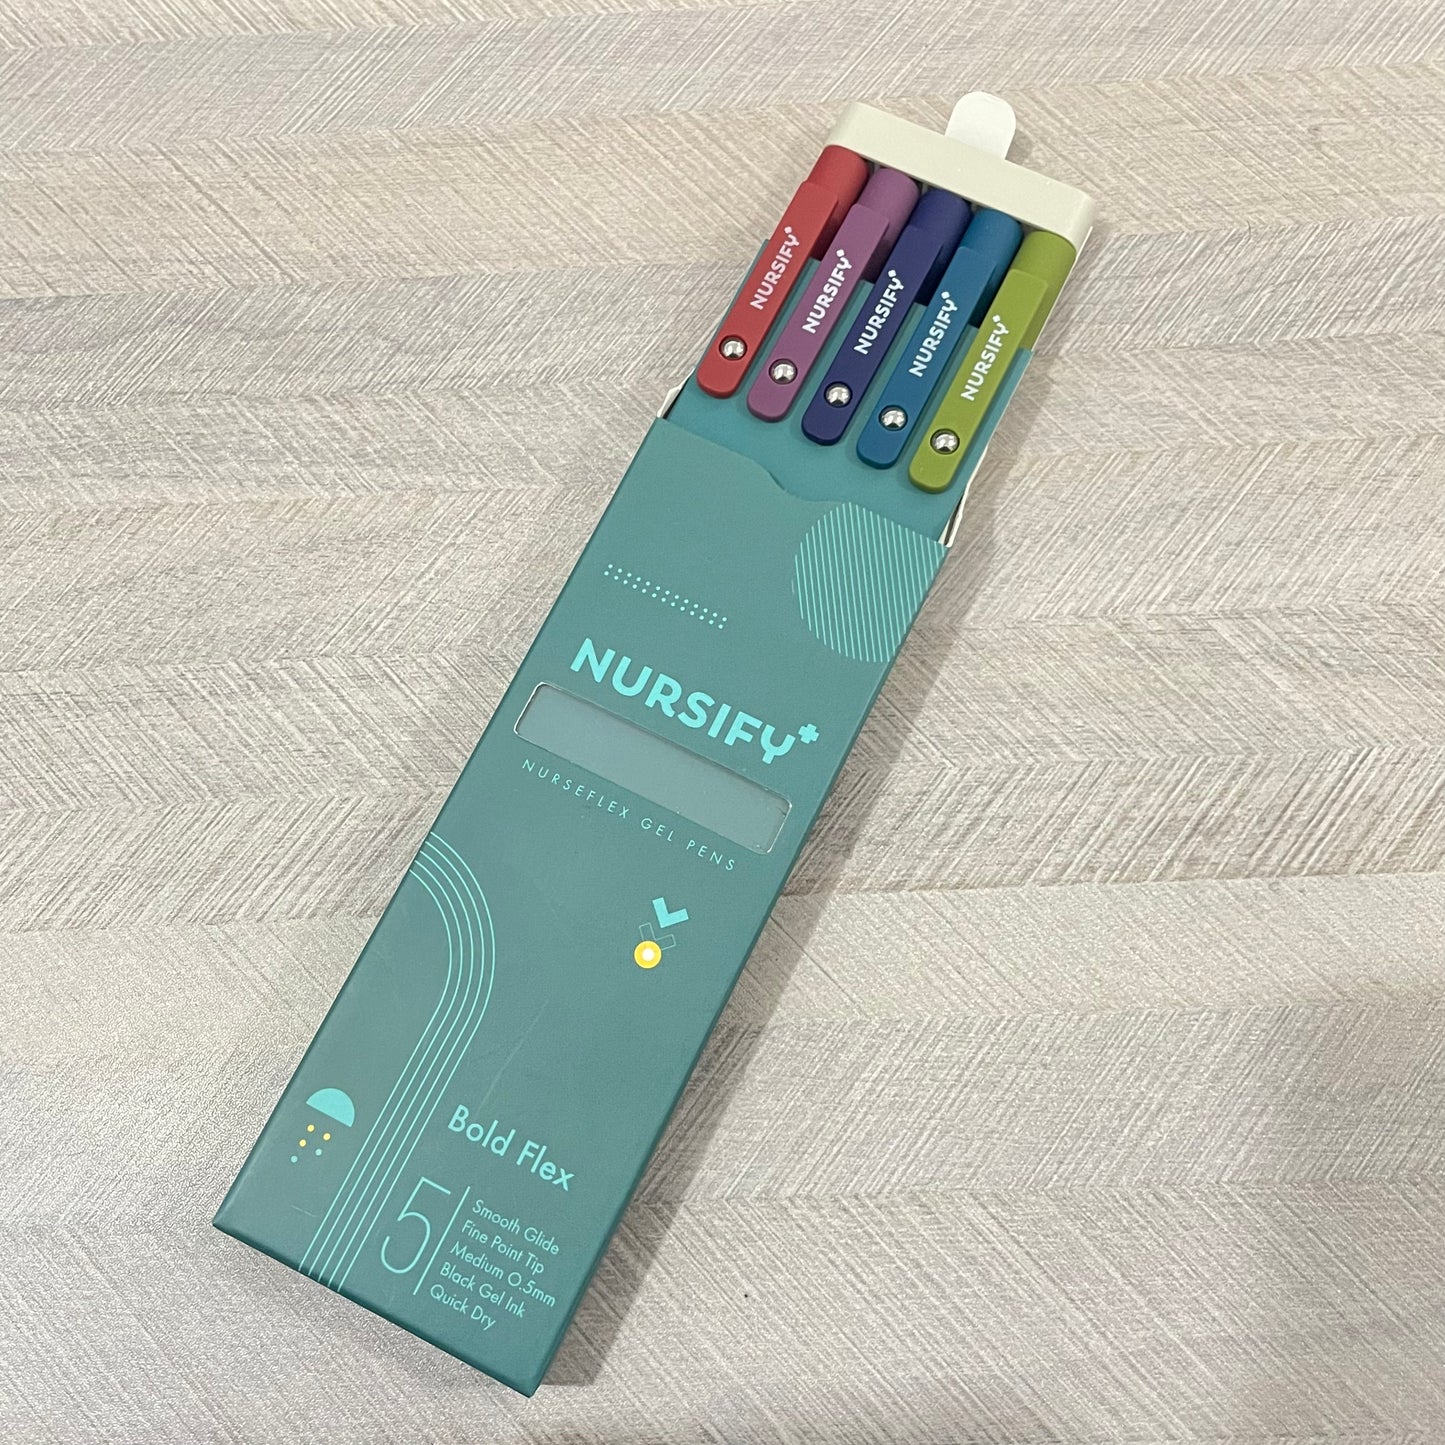 NURSIFY+
NURSIFY+
NURSIFY+
NURSIFY+
NURSIFY+
NURSIFY+
NURSEFLEX GEL PENS
Bold Flex
5
Smooth Glide
Fine Point Tip
Medium 0.5mm
Black Gel Ink
Quick Dry